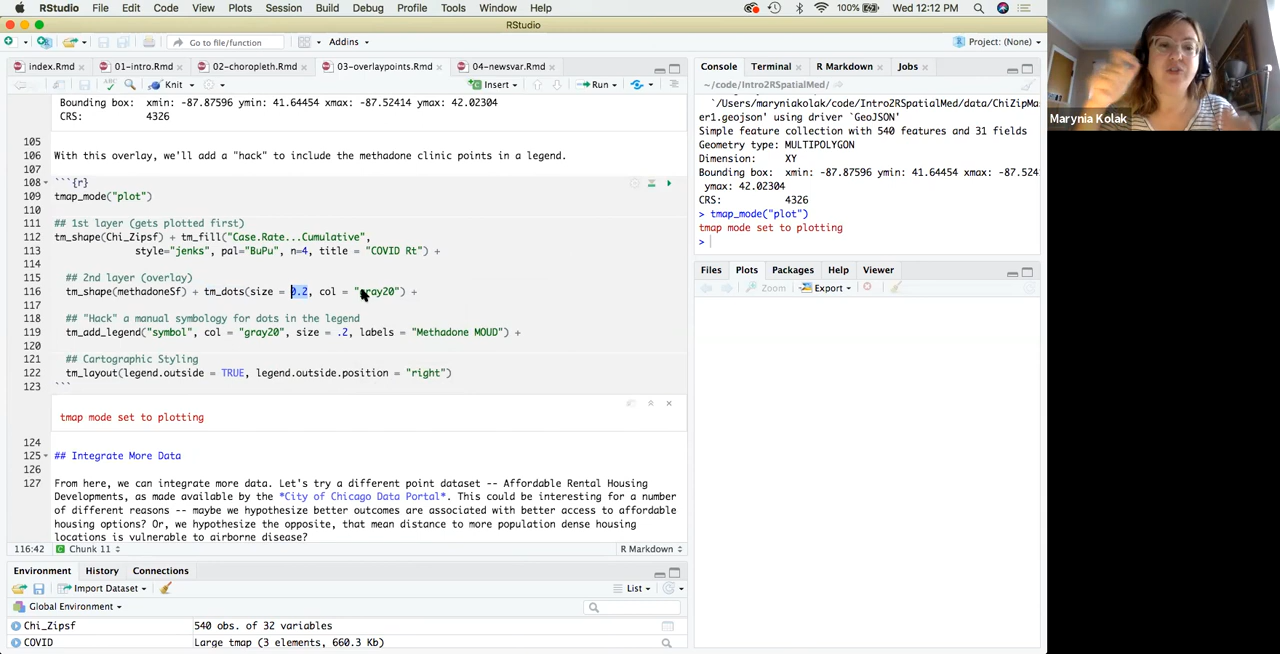 RStudio File Edit Code View Plots Session Build Debug Profile Tools Window Help 100% Wed 12:12 PM
RStudio
Go to file/function Addins Project: (None)
index.Rmd 01-intro.Rmd 02-choropleth.Rmd 03-overlaypoints.Rmd 04-newsvar.Rmd
Knit Insert Run
Bounding box: xmin: -87.87596 ymin: 41.64454 xmax: -87.52414 ymax: 42.02304
CRS: 4326
105
106 With this overlay, we'll add a "hack" to include the methadone clinic points in a legend.
107
108 ```{r}
109 tmap_mode("plot")
110
111 ## 1st layer (gets plotted first)
112 tm_shape(Chi_Zipsf) + tm_fill("Case.Rate...Cumulative",
113 style="jenks", pal="BuPu", n=4, title = "COVID Rt") +
114
115 ## 2nd layer (overlay)
116 tm_shape(methadoneSf) + tm_dots(size = 0.2, col = "gray20") +
117
118 ## "Hack" a manual symbology for dots in the legend
119 tm_add_legend("symbol", col = "gray20", size = .2, labels = "Methadone MOUD") +
120
121 ## Cartographic Styling
122 tm_layout(legend.outside = TRUE, legend.outside.position = "right")
123 ```
tmap mode set to plotting
124
125 ## Integrate More Data
126
127 From here, we can integrate more data. Let's try a different point dataset -- Affordable Rental Housing
Developments, as made available by the *City of Chicago Data Portal*. This could be interesting for a number
of different reasons -- maybe we hypothesize better outcomes are associated with better access to affordable
housing options? Or, we hypothesize the opposite, that mean distance to more population dense housing
locations is vulnerable to airborne disease?
116:42 Chunk 11 R Markdown
Environment History Connections
Import Dataset List
Global Environment
Chi_Zipsf 540 obs. of 32 variables
COVID Large tmap (3 elements, 660.3 Kb)
Console Terminal R Markdown Jobs
~/code/Intro2RSpatialMed/
`/Users/maryniakolak/code/Intro2RSpatialMed/data/ChiZipMas
er1.geojson' using driver `GeoJSON'
Simple feature collection with 540 features and 31 fields
Geometry type: MULTIPOLYGON
Dimension: XY
Bounding box: xmin: -87.87596 ymin: 41.64454 xmax: -87.524
ymax: 42.02304
CRS: 4326
> tmap_mode("plot")
tmap mode set to plotting
>
Files Plots Packages Help Viewer
Zoom Export
Marynia Kolak